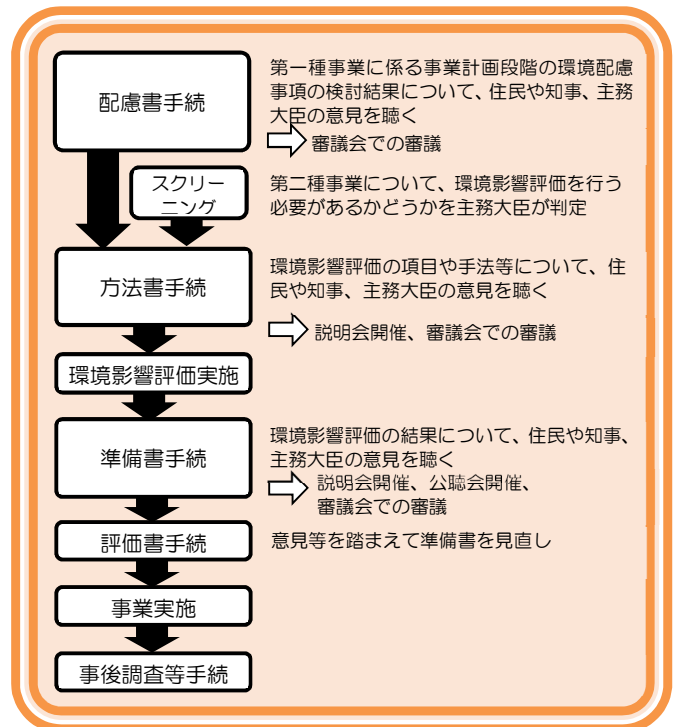 配慮書手続
第一種事業に係る事業計画段階の環境配慮
事項の検討結果について、住民や知事、主務
大臣の意見を聴く
審議会での審議
スクリー
ニング
第二種事業について、環境影響評価を行う
必要があるかどうかを主務大臣が判定
方法書手続
環境影響評価の項目や手法等について、住
民や知事、主務大臣の意見を聴く
説明会開催、審議会での審議
環境影響評価実施
準備書手続
環境影響評価の結果について、住民や知事、
主務大臣の意見を聴く
説明会開催、公聴会開催、
審議会での審議
評価書手続
意見等を踏まえて準備書を見直し
事業実施
事後調査等手続